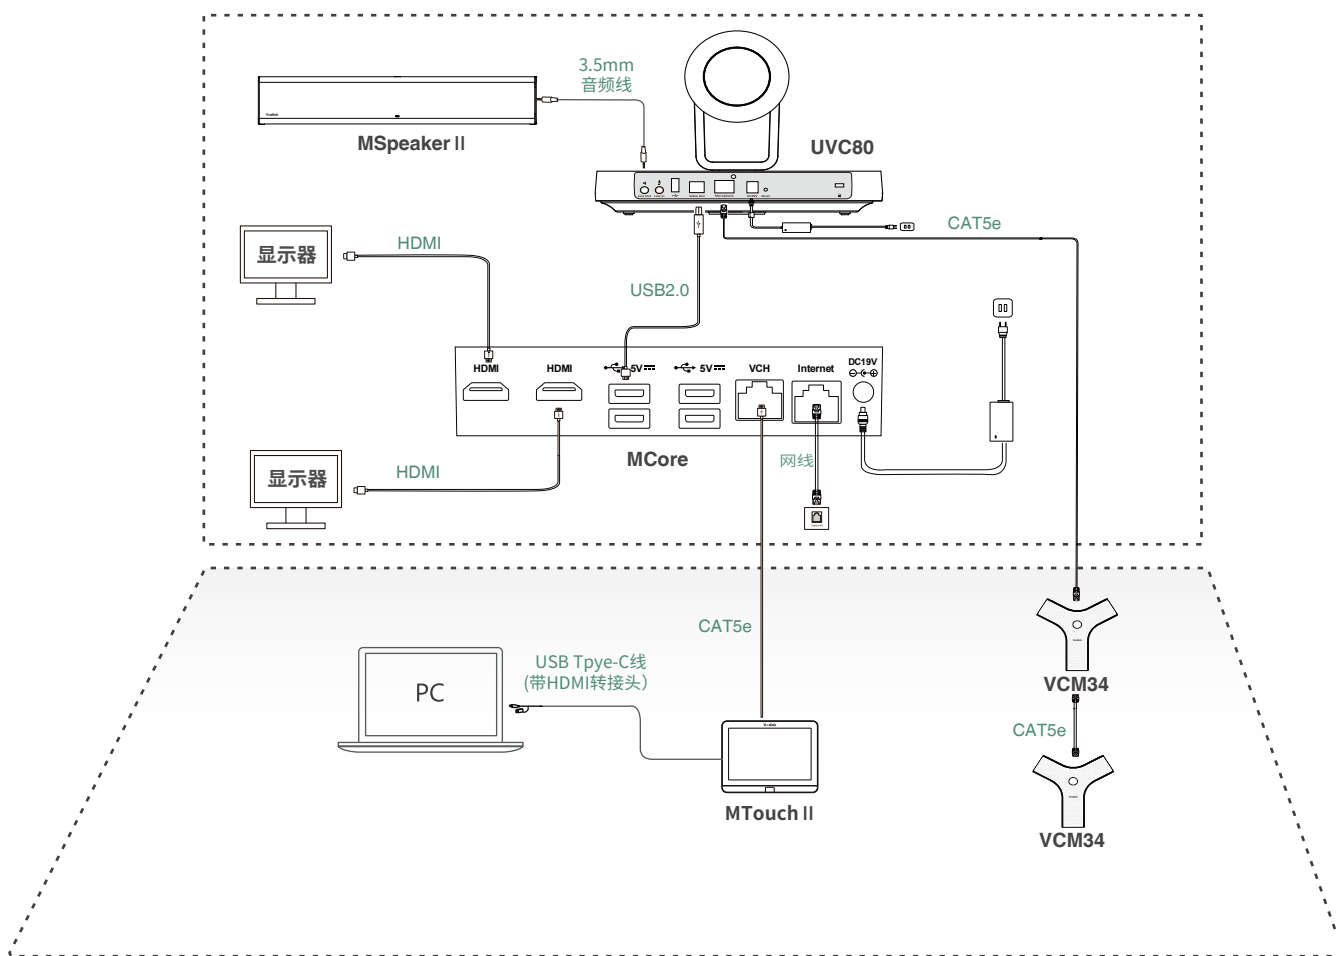 3.5mm
音频线
Yealink
MSpeaker II
UVC80
CAT5e
显示器
HDMI
USB2.0
HDMI
HDMI
5V
5V
VCH
Internet
DC19V
MCore
显示器
HDMI
网线
CAT5e
USB Tpye-C线
(带HDMI转接头）
PC
Yealink
MTouch II
VCM34
CAT5e
VCM34